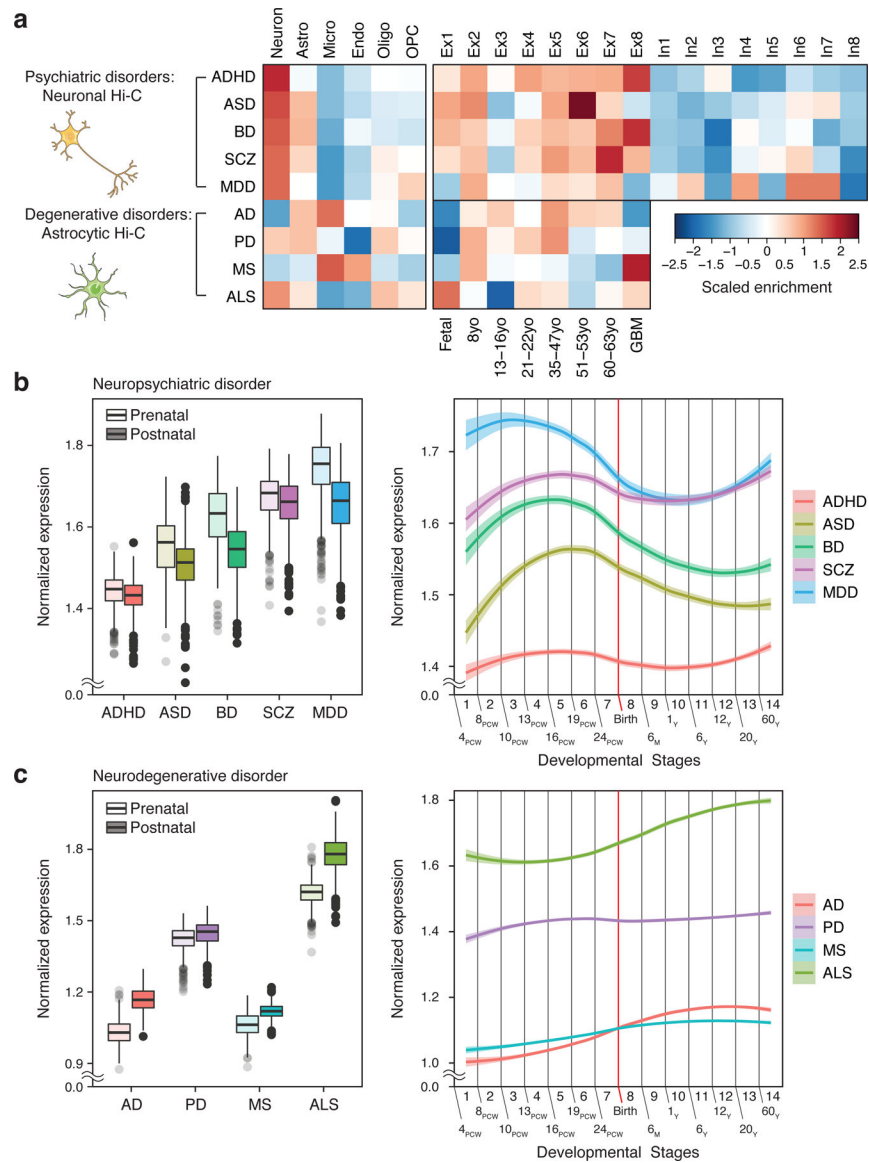 a
Neuron Astro Micro Endo Oligo OPC Ex1 Ex2 Ex3 Ex4 Ex5 Ex6 Ex7 Ex8 In1 In2 In3 In4 In5 In6 In7 In8
Psychiatric disorders:
Neuronal Hi-C
ADHD
ASD
BD
SCZ
MDD
Degenerative disorders:
Astrocytic Hi-C
AD
PD
MS
ALS
−2.5 −1.5 −1 0 1 2 2.5
Scaled enrichment
Fetal 8yo 13−16yo 21−22yo 35−47yo 51−53yo 60−63yo GBM
b
Neuropsychiatric disorder
Prenatal
Postnatal
Normalized expression
1.8
1.6
1.4
0.0
ADHD ASD BD SCZ MDD
Normalized expression
1.7
1.6
1.5
1.4
0.0
1 2 3 4 5 6 7 8 9 10 11 12 13 14
8PCW 13PCW 19PCW Birth 1Y 12Y 60Y
4PCW 10PCW 16PCW 24PCW 6M 6Y 20Y
Developmental Stages
ADHD
ASD
BD
SCZ
MDD
c
Neurodegenerative disorder
Prenatal
Postnatal
Normalized expression
1.8
1.5
1.2
0.9
0.0
AD PD MS ALS
Normalized expression
1.8
1.6
1.4
1.2
1.0
0.0
1 2 3 4 5 6 7 8 9 10 11 12 13 14
8PCW 13PCW 19PCW Birth 1Y 12Y 60Y
4PCW 10PCW 16PCW 24PCW 6M 6Y 20Y
Developmental Stages
AD
PD
MS
ALS